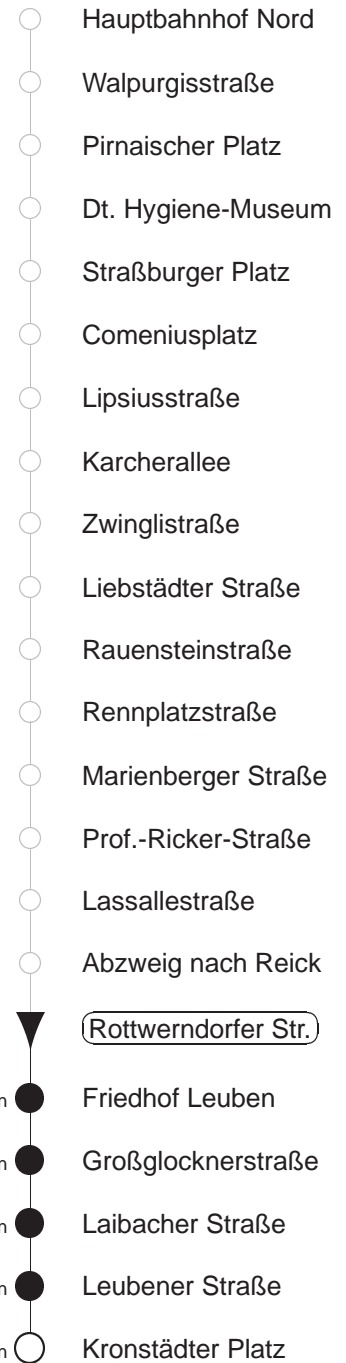 Hauptbahnhof Nord
Walpurgisstraße
Pirnaischer Platz
Dt. Hygiene-Museum
Straßburger Platz
Comeniusplatz
Lipsiusstraße
Karcherallee
Zwinglistraße
Liebstädter Straße
Rauensteinstraße
Rennplatzstraße
Marienberger Straße
Prof.-Ricker-Straße
Lassallestraße
Abzweig nach Reick
Rottwerndorfer Str.
Friedhof Leuben
Großglocknerstraße
Laibacher Straße
Leubener Straße
Kronstädter Platz